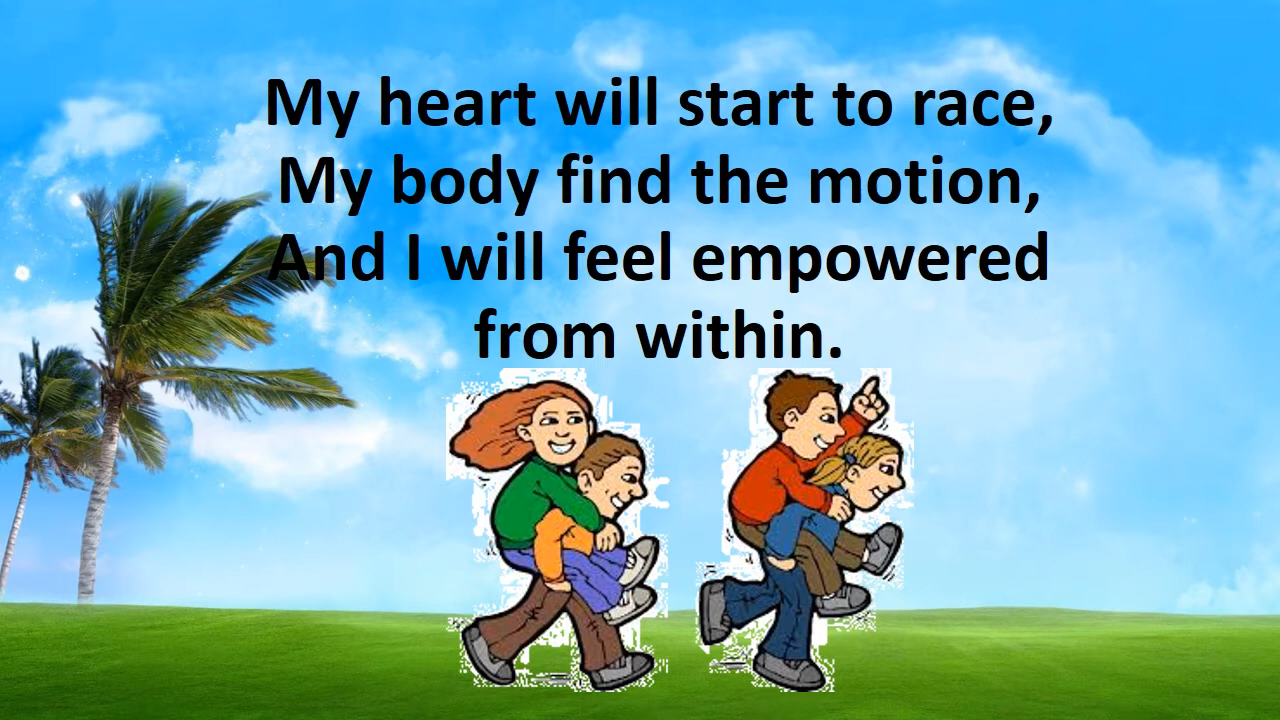 My heart will start to race,
My body find the motion,
And I will feel empowered
from within.